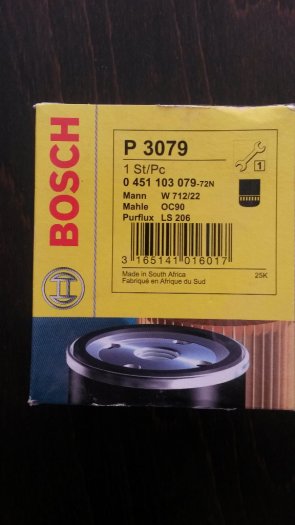 BOSCH
P 3079
1 St/Pc
0 451 103 079-72N
Mann W 712/22
Mahle OC90
Purflux LS 206
3 165141 016017
Made in South Africa
Fabriqué en Afrique du Sud
25K
1